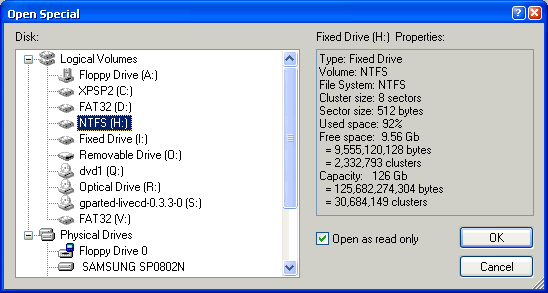 Open Special
Disk:
Logical Volumes
Floppy Drive (A:)
XPSP2 (C:)
FAT32 (D:)
NTFS (H:)
Fixed Drive (I:)
Removable Drive (O:)
dvd1 (Q:)
Optical Drive (R:)
gparted-livecd-0.3.3-0 (S:)
FAT32 (V:)
Physical Drives
Floppy Drive 0
SAMSUNG SP0802N
Fixed Drive (H:) Properties:
Type: Fixed Drive
Volume: NTFS
File System: NTFS
Cluster size: 8 sectors
Sector size: 512 bytes
Used space: 92%
Free space: 9.56 Gb
= 9,555,120,128 bytes
= 2,332,793 clusters
Capacity: 126 Gb
= 125,682,274,304 bytes
= 30,684,149 clusters
Open as read only
OK
Cancel